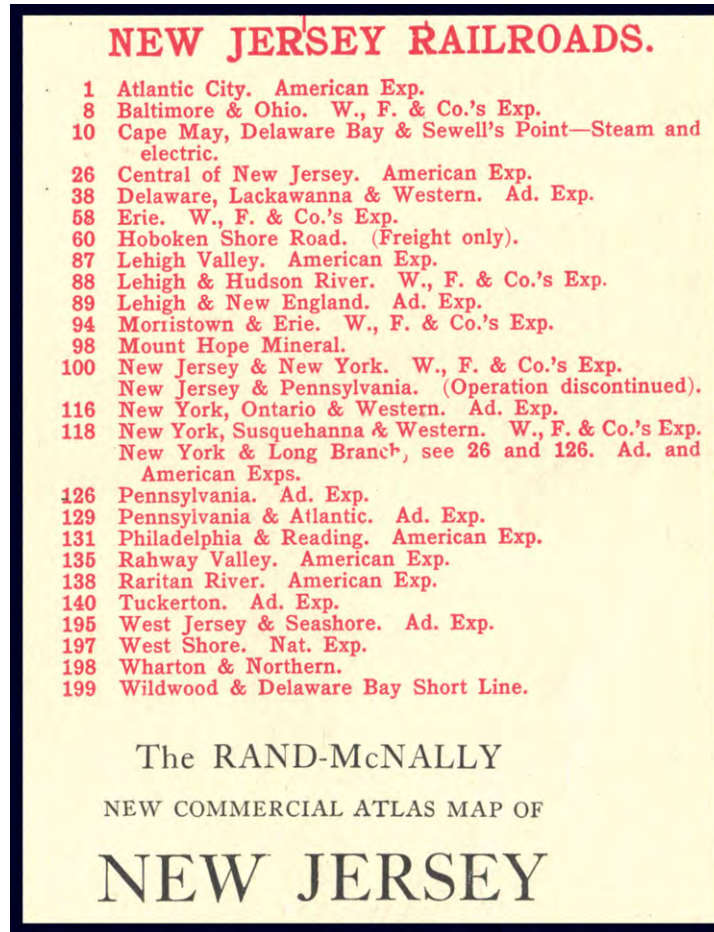 NEW JERSEY RAILROADS.
1 Atlantic City. American Exp.
8 Baltimore & Ohio. W., F. & Co.'s Exp.
10 Cape May, Delaware Bay & Sewell's Point—Steam and
electric.
26 Central of New Jersey. American Exp.
38 Delaware, Lackawanna & Western. Ad. Exp.
58 Erie. W., F. & Co.'s Exp.
60 Hoboken Shore Road. (Freight only).
87 Lehigh Valley. American Exp.
88 Lehigh & Hudson River. W., F. & Co.'s Exp.
89 Lehigh & New England. Ad. Exp.
94 Morristown & Erie. W., F. & Co.'s Exp.
98 Mount Hope Mineral.
100 New Jersey & New York. W., F. & Co.'s Exp.
New Jersey & Pennsylvania. (Operation discontinued).
116 New York, Ontario & Western. Ad. Exp.
118 New York, Susquehanna & Western. W., F. & Co.'s Exp.
New York & Long Branch, see 26 and 126. Ad. and
American Exps.
126 Pennsylvania. Ad. Exp.
129 Pennsylvania & Atlantic. Ad. Exp.
131 Philadelphia & Reading. American Exp.
135 Rahway Valley. American Exp.
138 Raritan River. American Exp.
140 Tuckerton. Ad. Exp.
195 West Jersey & Seashore. Ad. Exp.
197 West Shore. Nat. Exp.
198 Wharton & Northern.
199 Wildwood & Delaware Bay Short Line.
The RAND-McNALLY
NEW COMMERCIAL ATLAS MAP OF
NEW JERSEY